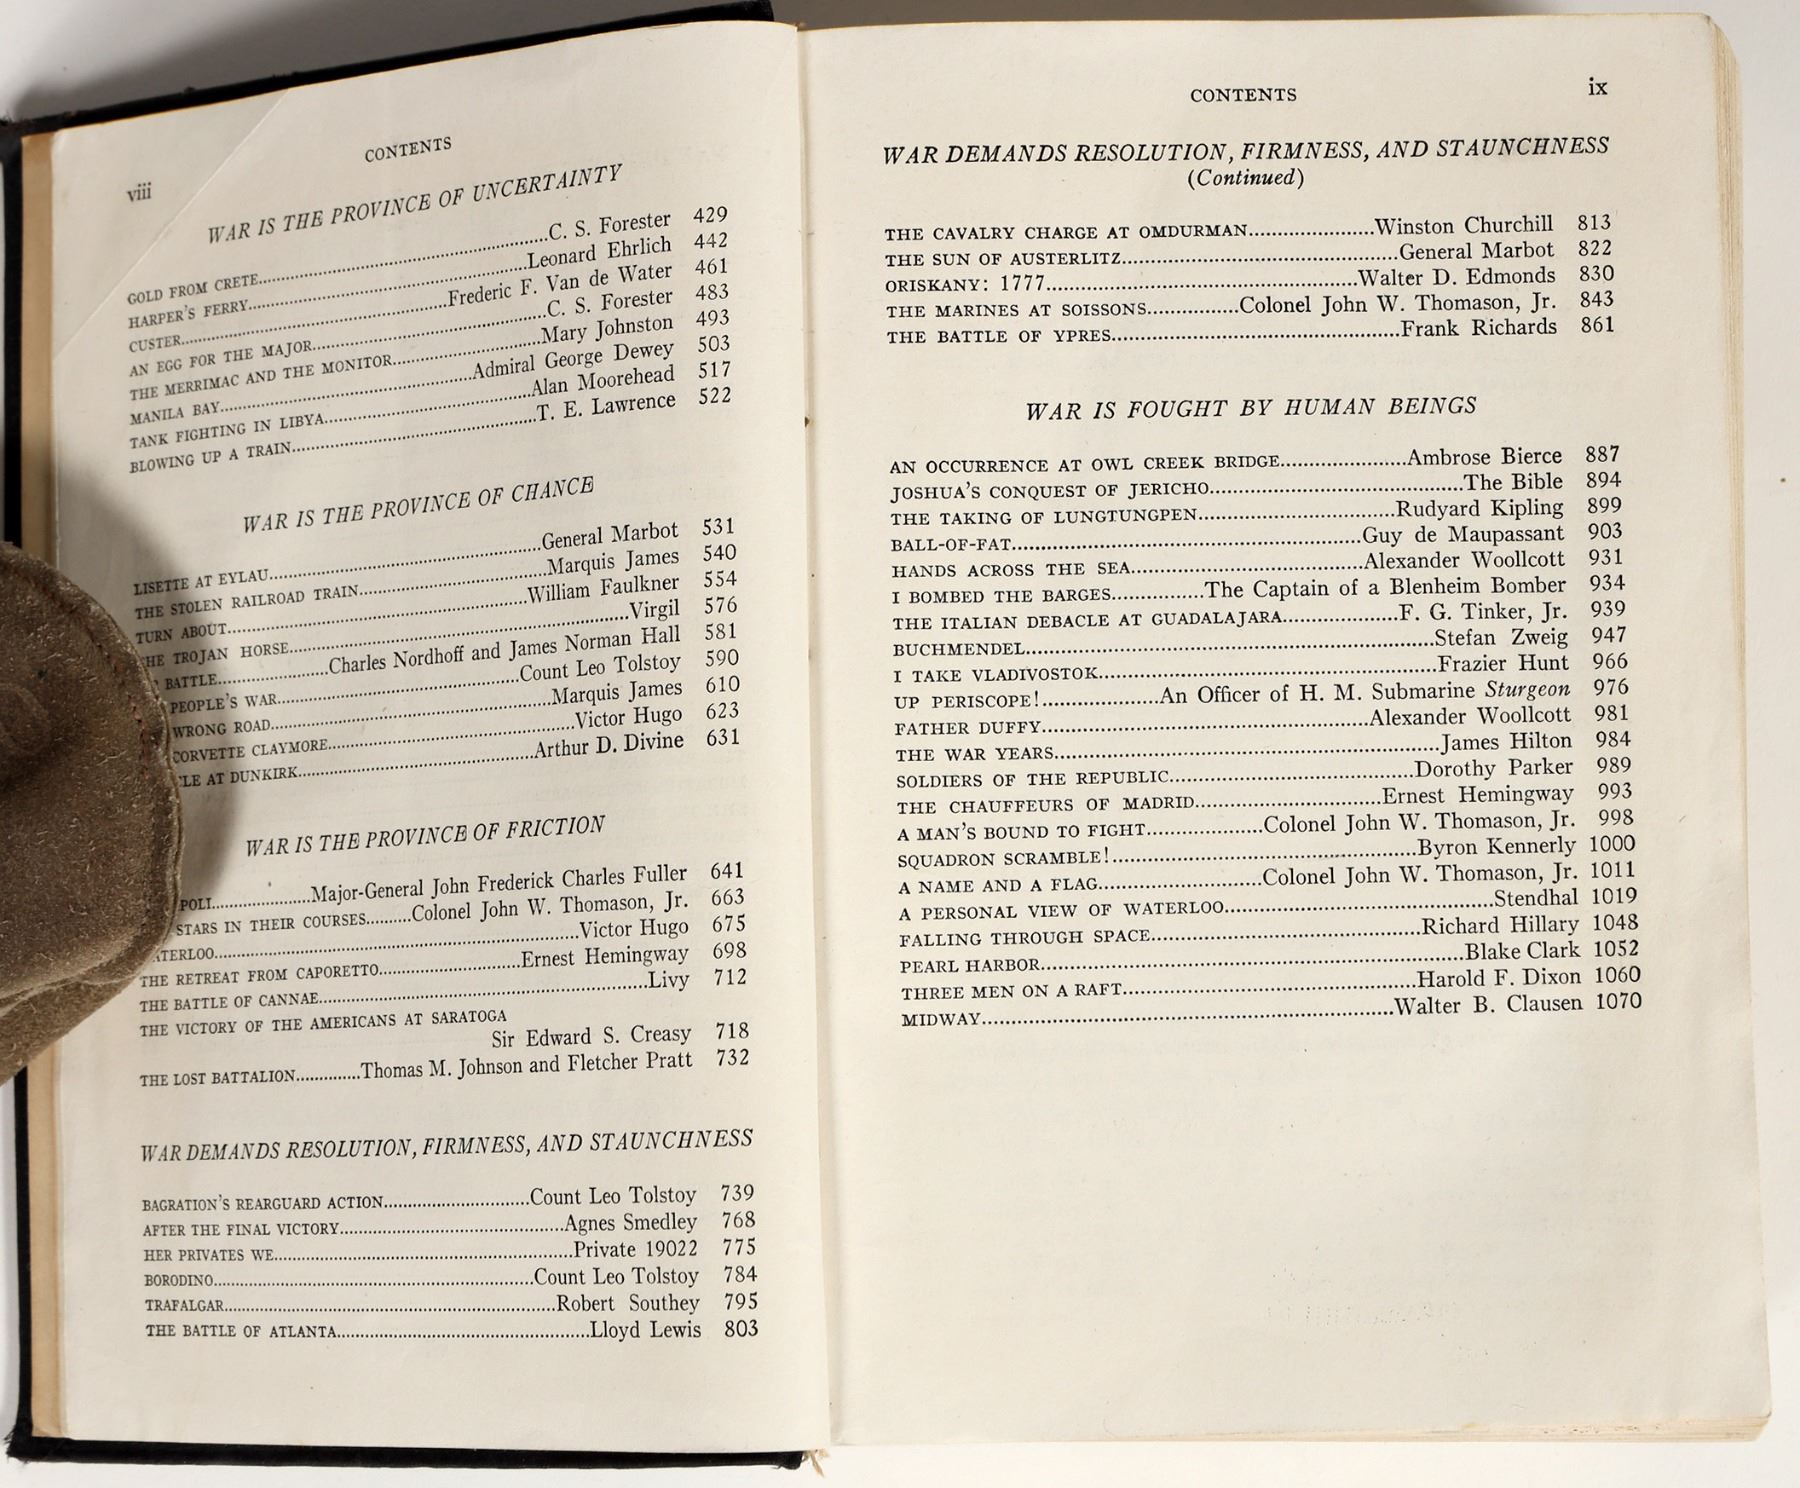 CONTENTS
viii
WAR IS THE PROVINCE OF UNCERTAINTY
GOLD FROM CRETE..........C. S. Forester 429
HARPER'S FERRY..........Leonard Ehrlich 442
CUSTER..........Frederic F. Van de Water 461
AN EGG FOR THE MAJOR..........C. S. Forester 483
THE MERRIMAC AND THE MONITOR..........Mary Johnston 493
MANILA BAY..........Admiral George Dewey 503
TANK FIGHTING IN LIBYA..........Alan Moorehead 517
BLOWING UP A TRAIN..........T. E. Lawrence 522
WAR IS THE PROVINCE OF CHANCE
LISETTE AT EYLAU..........General Marbot 531
THE STOLEN RAILROAD TRAIN..........Marquis James 540
TURN ABOUT..........William Faulkner 554
HE TROJAN HORSE..........Virgil 576
BATTLE..........Charles Nordhoff and James Norman Hall 581
PEOPLE'S WAR..........Count Leo Tolstoy 590
WRONG ROAD..........Marquis James 610
CORVETTE CLAYMORE..........Victor Hugo 623
CLE AT DUNKIRK..........Arthur D. Divine 631
WAR IS THE PROVINCE OF FRICTION
POLI..........Major-General John Frederick Charles Fuller 641
STARS IN THEIR COURSES..........Colonel John W. Thomason, Jr. 663
ATERLOO..........Victor Hugo 675
THE RETREAT FROM CAPORETTO..........Ernest Hemingway 698
THE BATTLE OF CANNAE..........Livy 712
THE VICTORY OF THE AMERICANS AT SARATOGA
Sir Edward S. Creasy 718
THE LOST BATTALION..........Thomas M. Johnson and Fletcher Pratt 732
WAR DEMANDS RESOLUTION, FIRMNESS, AND STAUNCHNESS
BAGRATION'S REARGUARD ACTION..........Count Leo Tolstoy 739
AFTER THE FINAL VICTORY..........Agnes Smedley 768
HER PRIVATES WE..........Private 19022 775
BORODINO..........Count Leo Tolstoy 784
TRAFALGAR..........Robert Southey 795
THE BATTLE OF ATLANTA..........Lloyd Lewis 803
CONTENTS ix
WAR DEMANDS RESOLUTION, FIRMNESS, AND STAUNCHNESS
(Continued)
THE CAVALRY CHARGE AT OMDURMAN..........Winston Churchill 813
THE SUN OF AUSTERLITZ..........General Marbot 822
ORISKANY: 1777..........Walter D. Edmonds 830
THE MARINES AT SOISSONS..........Colonel John W. Thomason, Jr. 843
THE BATTLE OF YPRES..........Frank Richards 861
WAR IS FOUGHT BY HUMAN BEINGS
AN OCCURRENCE AT OWL CREEK BRIDGE..........Ambrose Bierce 887
JOSHUA'S CONQUEST OF JERICHO..........The Bible 894
THE TAKING OF LUNGTUNGPEN..........Rudyard Kipling 899
BALL-OF-FAT..........Guy de Maupassant 903
HANDS ACROSS THE SEA..........Alexander Woollcott 931
I BOMBED THE BARGES..........The Captain of a Blenheim Bomber 934
THE ITALIAN DEBACLE AT GUADALAJARA..........F. G. Tinker, Jr. 939
BUCHMENDEL..........Stefan Zweig 947
I TAKE VLADIVOSTOK..........Frazier Hunt 966
UP PERISCOPE!..........An Officer of H. M. Submarine Sturgeon 976
FATHER DUFFY..........Alexander Woollcott 981
THE WAR YEARS..........James Hilton 984
SOLDIERS OF THE REPUBLIC..........Dorothy Parker 989
THE CHAUFFEURS OF MADRID..........Ernest Hemingway 993
A MAN'S BOUND TO FIGHT..........Colonel John W. Thomason, Jr. 998
SQUADRON SCRAMBLE!..........Byron Kennerly 1000
A NAME AND A FLAG..........Colonel John W. Thomason, Jr. 1011
A PERSONAL VIEW OF WATERLOO..........Stendhal 1019
FALLING THROUGH SPACE..........Richard Hillary 1048
PEARL HARBOR..........Blake Clark 1052
THREE MEN ON A RAFT..........Harold F. Dixon 1060
MIDWAY..........Walter B. Clausen 1070